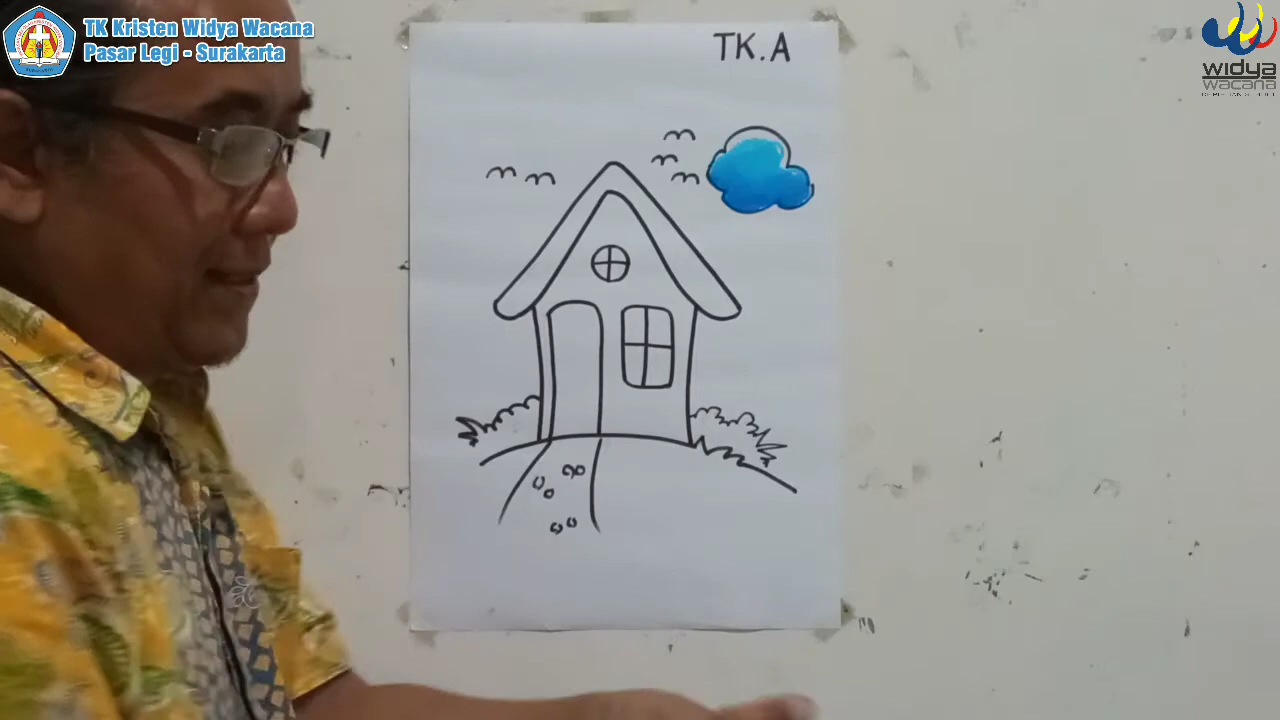 TK Kristen Widya Wacana
Pasar Legi - Surakarta
TK.A
widya
wacana